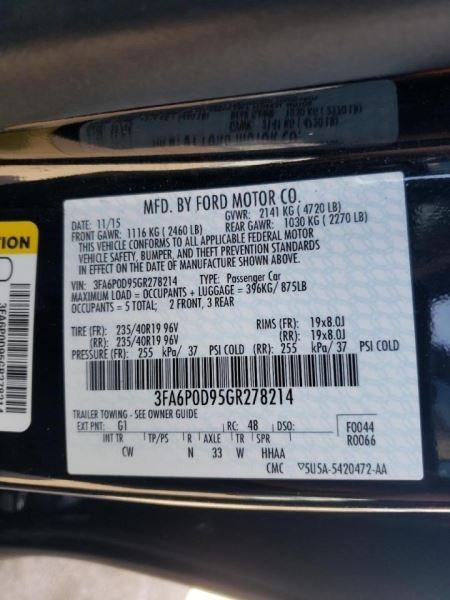 MFD. BY FORD MOTOR CO.
DATE: 11/15 GVWR: 2141 KG ( 4720 LB)
FRONT GAWR: 1116 KG ( 2460 LB) REAR GAWR: 1030 KG ( 2270 LB)
THIS VEHICLE CONFORMS TO ALL APPLICABLE FEDERAL MOTOR
VEHICLE SAFETY, BUMPER, AND THEFT PREVENTION STANDARDS
IN EFFECT ON THE DATE OF MANUFACTURE SHOWN ABOVE.
VIN: 3FA6P0D95GR278214 TYPE: Passenger Car
MAXIMUM LOAD = OCCUPANTS + LUGGAGE = 396KG/ 875LB
OCCUPANTS = 5 TOTAL; 2 FRONT, 3 REAR
TIRE (FR): 235/40R19 96V RIMS (FR): 19x8.0J
(RR): 235/40R19 96V (RR): 19x8.0J
PRESSURE (FR): 255 kPa/ 37 PSI COLD (RR): 255 kPa/ 37 PSI COLD
3FA6P0D95GR278214
TRAILER TOWING - SEE OWNER GUIDE
EXT PNT: G1 RC: 48 DSO: F0044
INT TR TP/PS R AXLE TR SPR R0066
CW N 33 W HHAA
CMC 5U5A-5420472-AA
TION
3FA6P0D95GR278214